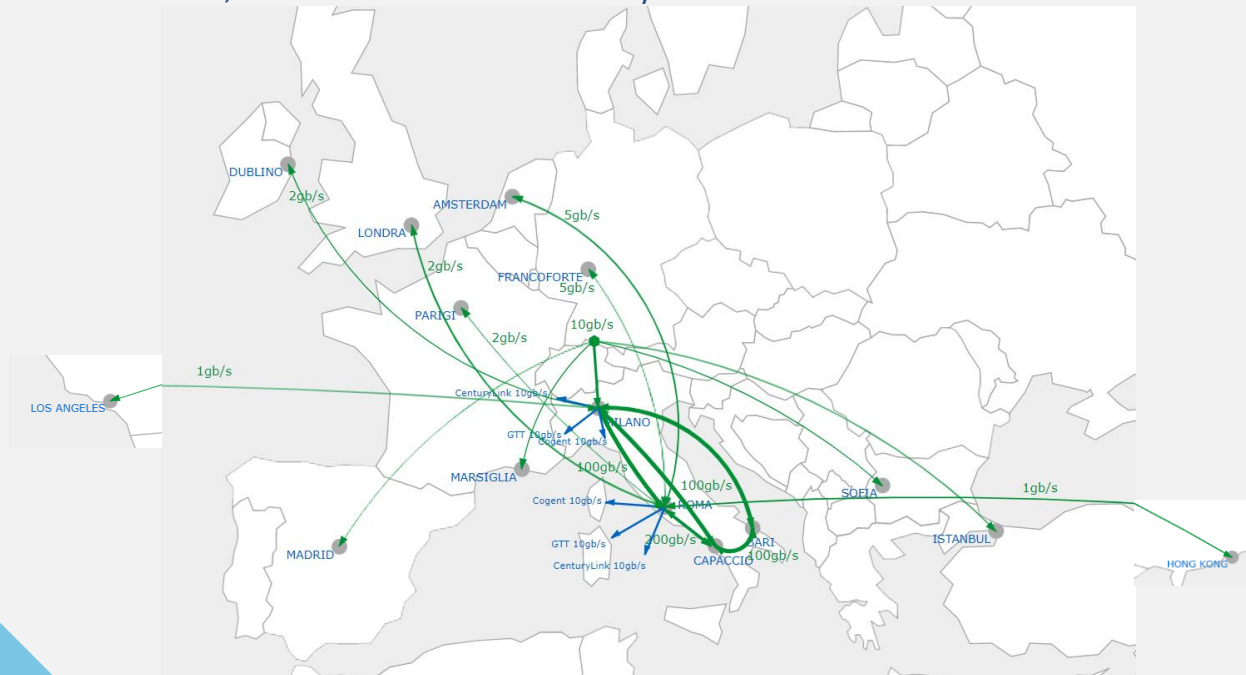 DUBLINO
2gb/s
AMSTERDAM
5gb/s
LONDRA
2gb/s
FRANCOFORTE
5gb/s
PARIGI
10gb/s
2gb/s
1gb/s
LOS ANGELES
CenturyLink 10gb/s
MILANO
GTT 10gb/s
Cogent 10gb/s
100gb/s
MARSIGLIA
100gb/s
SOFIA
1gb/s
Cogent 10gb/s
ROMA
200gb/s
GTT 10gb/s
BARI
ISTANBUL
MADRID
CAPACCIO
100gb/s
CenturyLink 10gb/s
HONG KONG